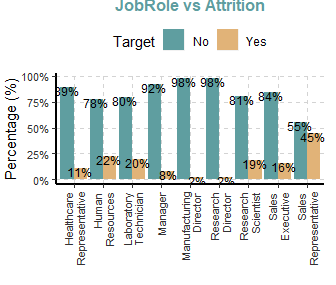 JobRole vs Attrition
Target No Yes
Percentage (%)
100%
75%
50%
25%
0%
89%
11%
78%
22%
80%
20%
92%
8%
98%
2%
98%
2%
81%
19%
84%
16%
55%
45%
Healthcare
Representative
Human
Resources
Laboratory
Technician
Manager
Manufacturing
Director
Research
Director
Research
Scientist
Sales
Executive
Sales
Representative